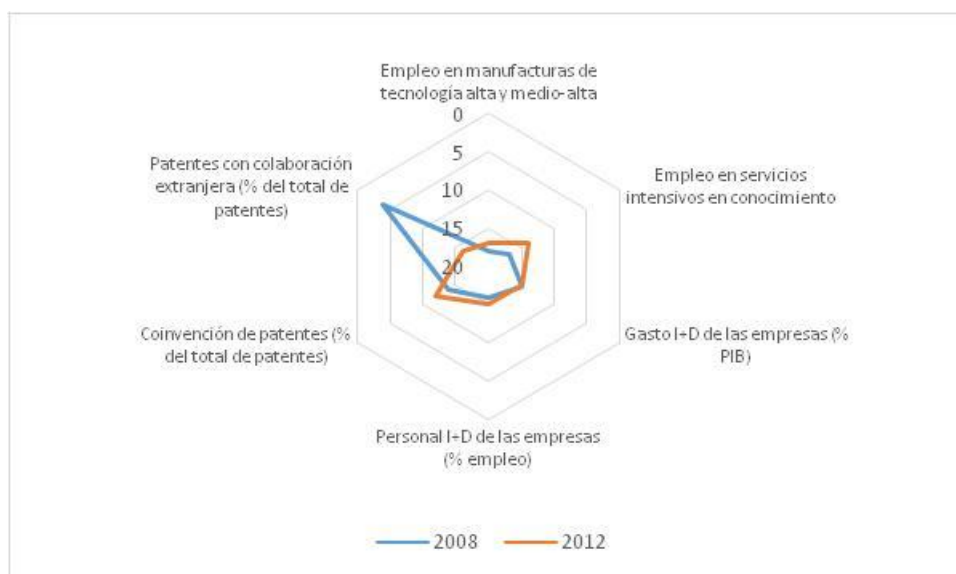 Empleo en manufacturas de
tecnología alta y medio-alta
0
5
10
15
20
Patentes con colaboración
extranjera (% del total de
patentes)
Empleo en servicios
intensivos en conocimiento
Coinvención de patentes (%
del total de patentes)
Gasto I+D de las empresas (%
PIB)
Personal I+D de las empresas
(% empleo)
2008
2012